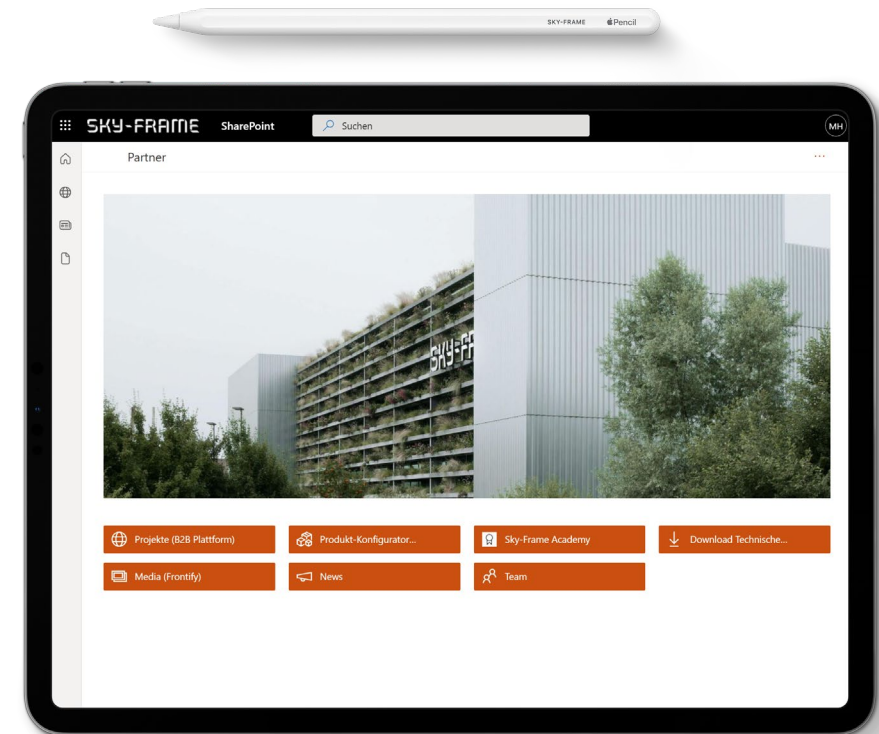 SKY-FRAME Pencil
SKY-FRAME SharePoint Suchen MH
Partner
SKY-FR
Projekte (B2B Plattform) Produkt-Konfigurator... Sky-Frame Academy Download Technische...
Media (Frontify) News Team